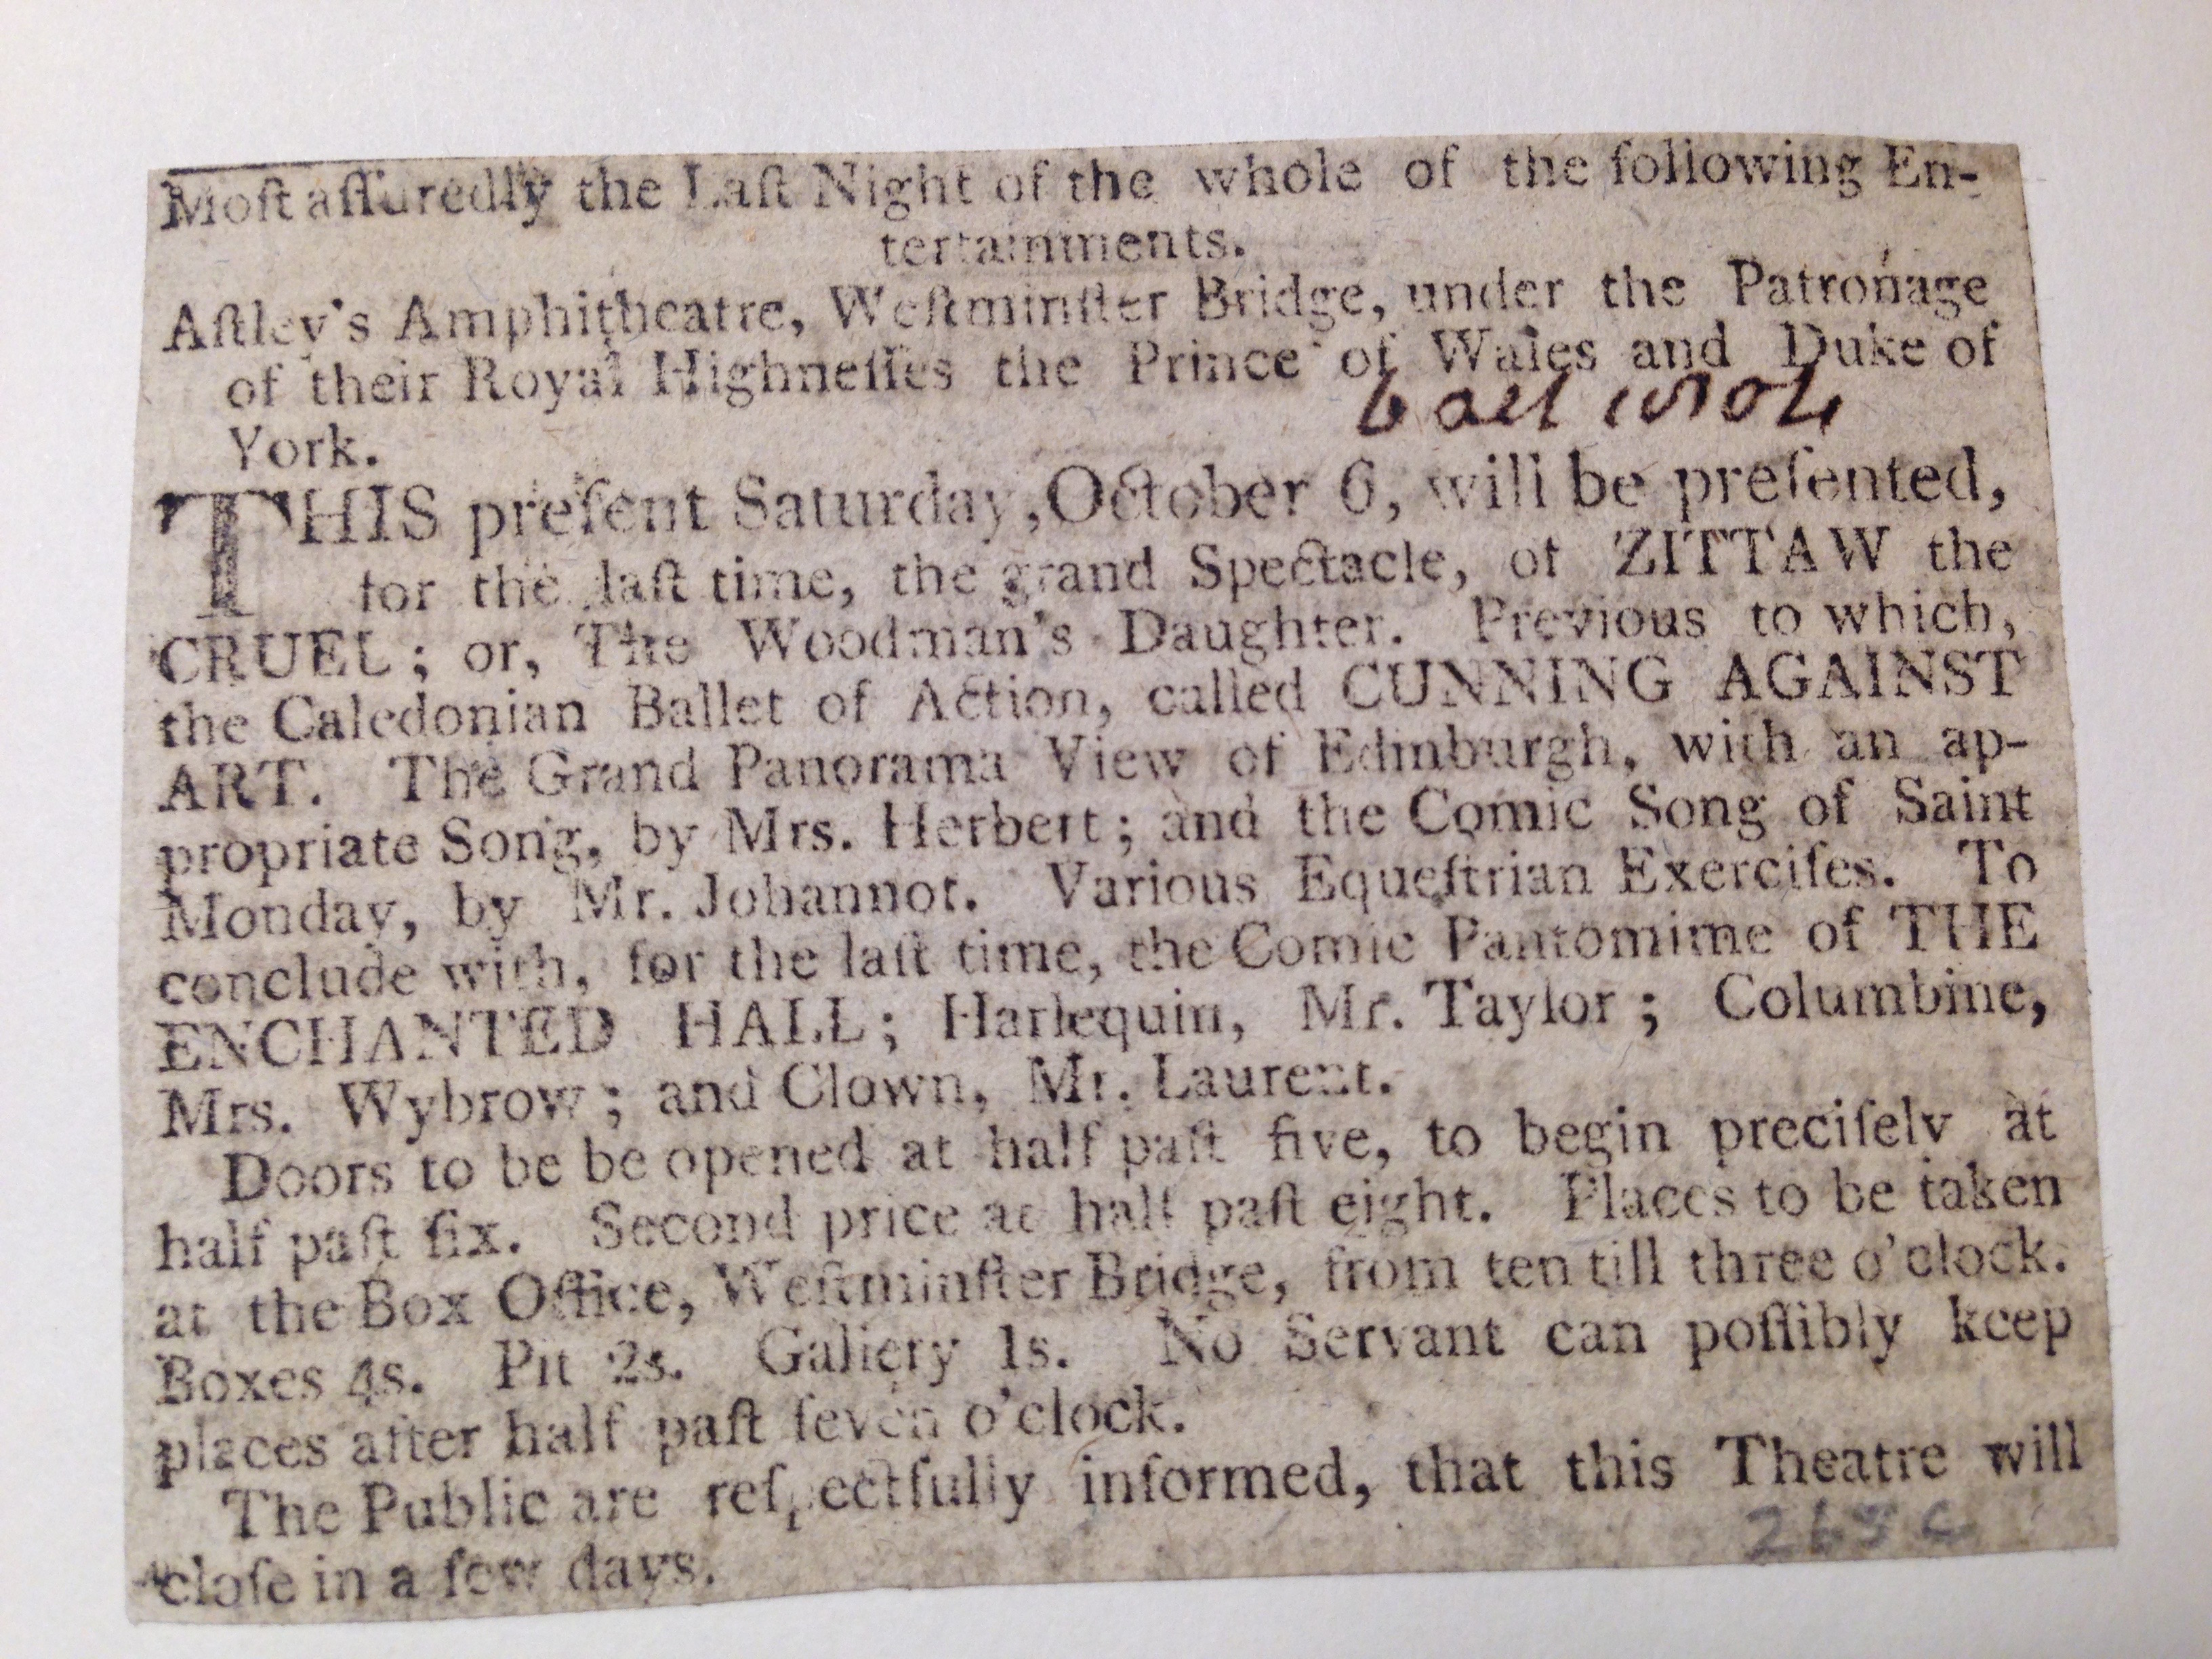 Moſt aſſuredly the Laſt Night of the whole of the following En-
tertainments.
Aſtley's Amphitheatre, Weſtminſter Bridge, under the Patronage
of their Royal Highneſſes the Prince of Wales and Duke of
York.
THIS preſent Saturday, October 6, will be preſented,
for the laſt time, the grand Spectacle, of ZITTAW the
CRUEL; or, The Woodman's Daughter. Previous to which,
the Caledonian Ballet of Action, called CUNNING AGAINST
ART. The Grand Panorama View of Edinburgh, with an ap-
propriate Song, by Mrs. Herbert; and the Comic Song of Saint
Monday, by Mr. Johannot. Various Equeſtrian Exerciſes. To
conclude with, for the laſt time, the Comic Pantomime of THE
ENCHANTED HALL; Harlequin, Mr. Taylor; Columbine,
Mrs. Wybrow; and Clown, Mr. Laurent.
Doors to be be opened at half paſt five, to begin preciſely at
half paſt ſix. Second price at half paſt eight. Places to be taken
at the Box Office, Weſtminſter Bridge, from ten till three o'clock.
Boxes 4s. Pit 2s. Gallery 1s. No Servant can poſſibly keep
places after half paſt ſeven o'clock.
The Public are reſpectfully informed, that this Theatre will
265 c
cloſe in a few days.